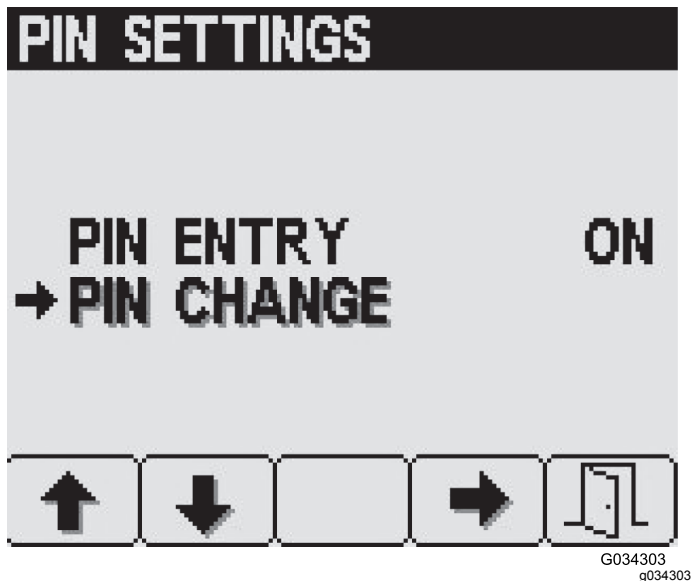 PIN SETTINGS
PIN ENTRY ON
PIN CHANGE
G034303
g034303